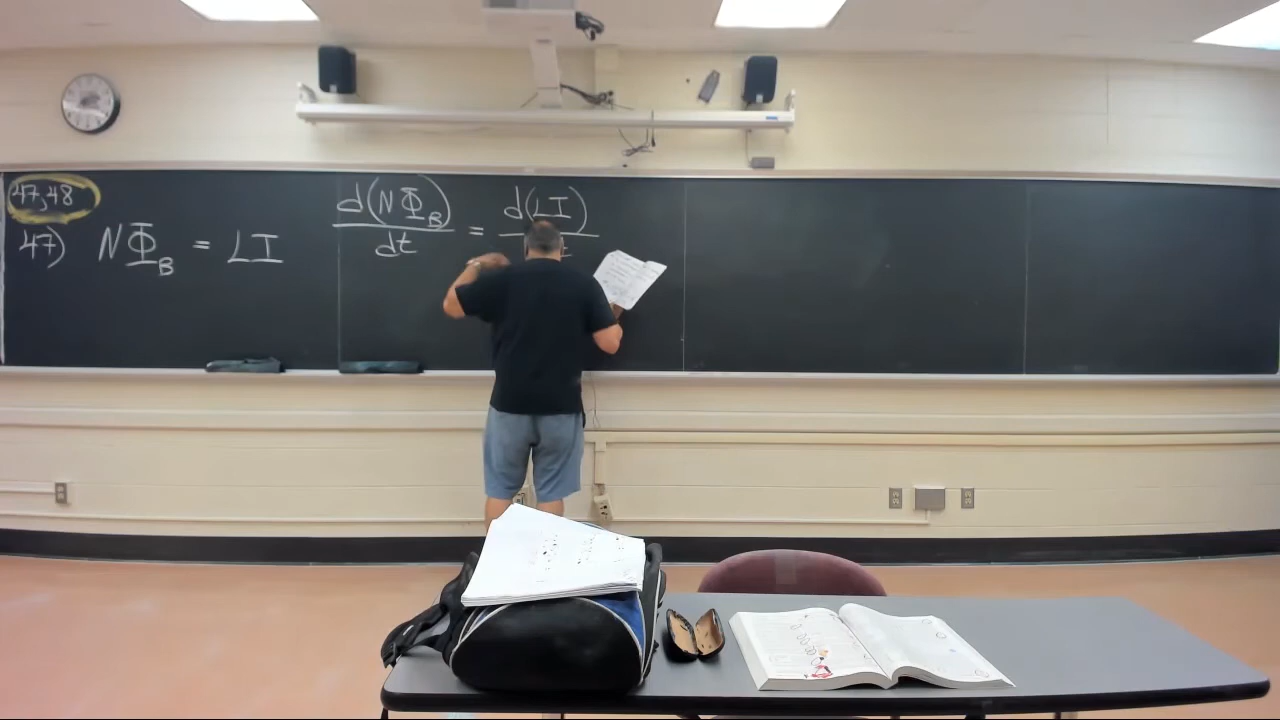 47,48
47) NΦ_B = LI
d(NΦ_B)/dt = d(LI)/